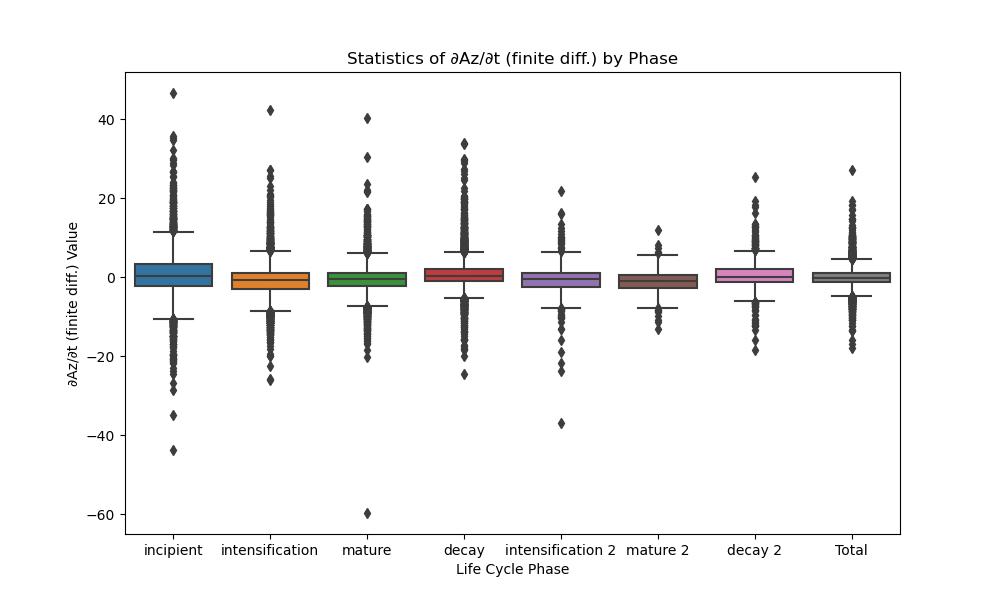 Statistics of ∂Az/∂t (finite diff.) by Phase
∂Az/∂t (finite diff.) Value
40
20
0
−20
−40
−60
incipient intensification mature decay intensification 2 mature 2 decay 2 Total
Life Cycle Phase